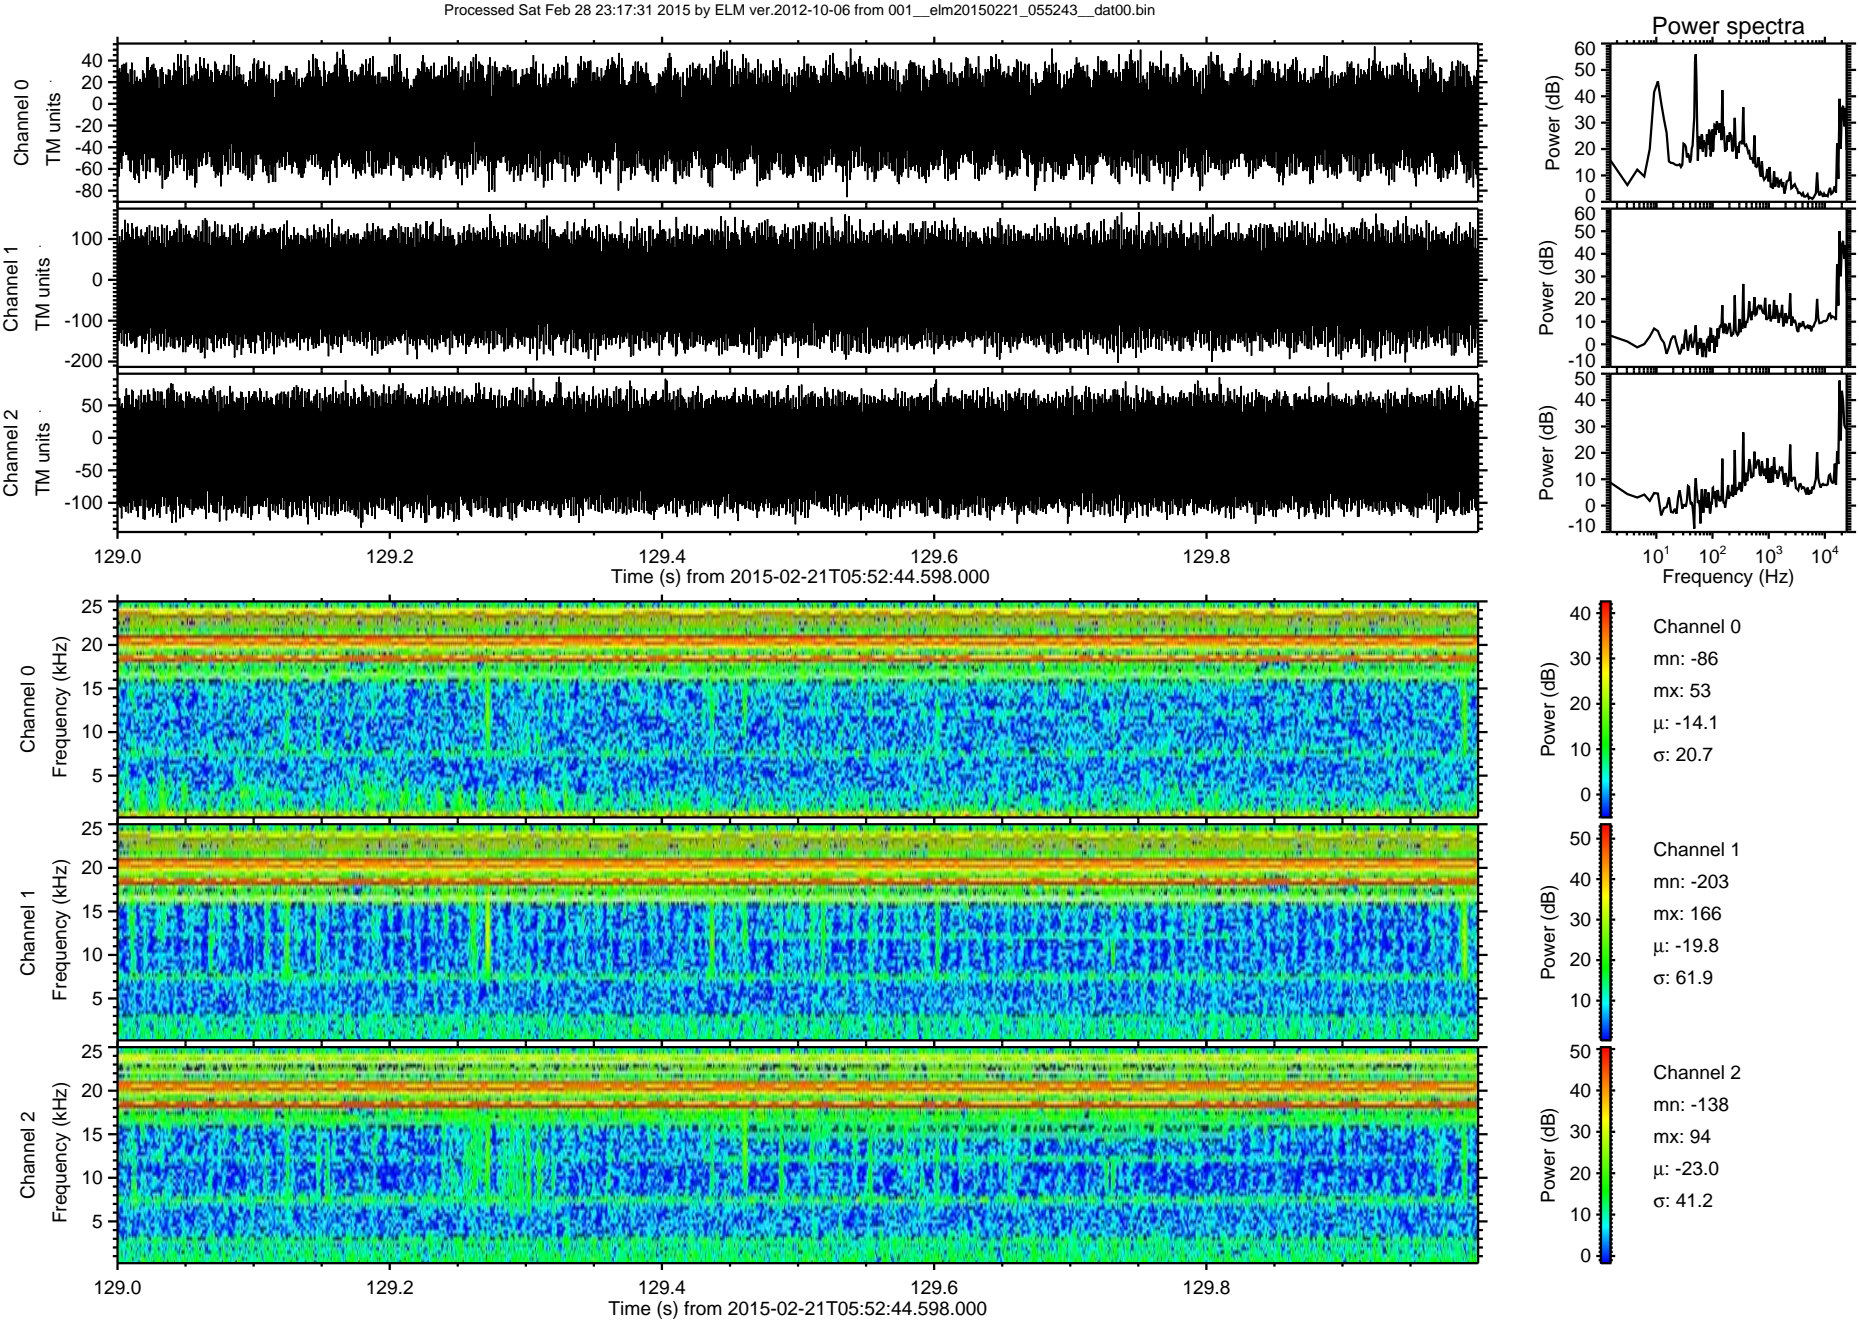 Processed Sat Feb 28 23:17:31 2015 by ELM ver.2012-10-06 from 001__elm20150221_055243__dat00.bin
Power spectra
Channel 0
TM units
40
20
0
-20
-40
-60
-80
Power (dB)
60
50
40
30
20
10
0
Channel 1
TM units
100
0
-100
-200
Power (dB)
60
50
40
30
20
10
0
-10
Channel 2
TM units
50
0
-50
-100
Power (dB)
50
40
30
20
10
0
-10
129.0 129.2 129.4 129.6 129.8
Time (s) from 2015-02-21T05:52:44.598.000
10¹ 10² 10³ 10⁴
Frequency (Hz)
Channel 0
Frequency (kHz)
25
20
15
10
5
Power (dB)
40
30
20
10
0
Channel 0
mn: -86
mx: 53
μ: -14.1
σ: 20.7
Channel 1
Frequency (kHz)
25
20
15
10
5
Power (dB)
50
40
30
20
10
Channel 1
mn: -203
mx: 166
μ: -19.8
σ: 61.9
Channel 2
Frequency (kHz)
25
20
15
10
5
Power (dB)
50
40
30
20
10
0
Channel 2
mn: -138
mx: 94
μ: -23.0
σ: 41.2
129.0 129.2 129.4 129.6 129.8
Time (s) from 2015-02-21T05:52:44.598.000